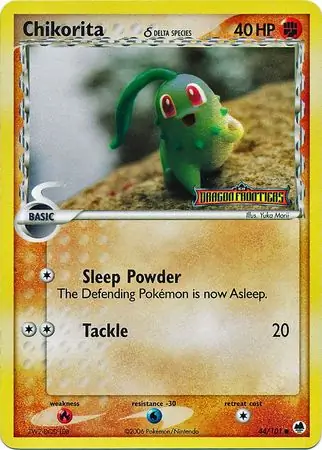 Chikorita
δ DELTA SPECIES
40 HP
DRAGON FRONTIERS
Illus. Yuka Morii
BASIC
Sleep Powder
The Defending Pokémon is now Asleep.
Tackle 20
weakness resistance -30 retreat cost
©2006 Pokémon/Nintendo 44/101 ●